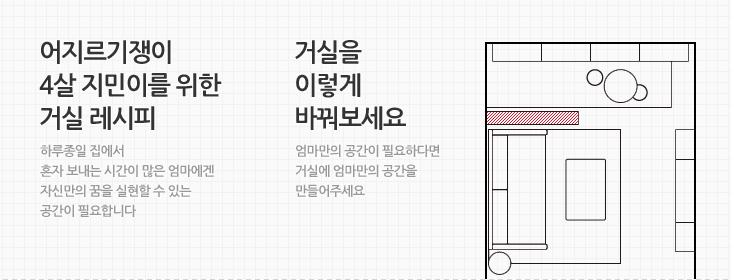 어지르기쟁이
4살 지민이를 위한
거실 레시피
하루종일 집에서
혼자 보내는 시간이 많은 엄마에겐
자신만의 꿈을 실현할 수 있는
공간이 필요합니다
거실을
이렇게
바꿔보세요
엄마만의 공간이 필요하다면
거실에 엄마만의 공간을
만들어주세요